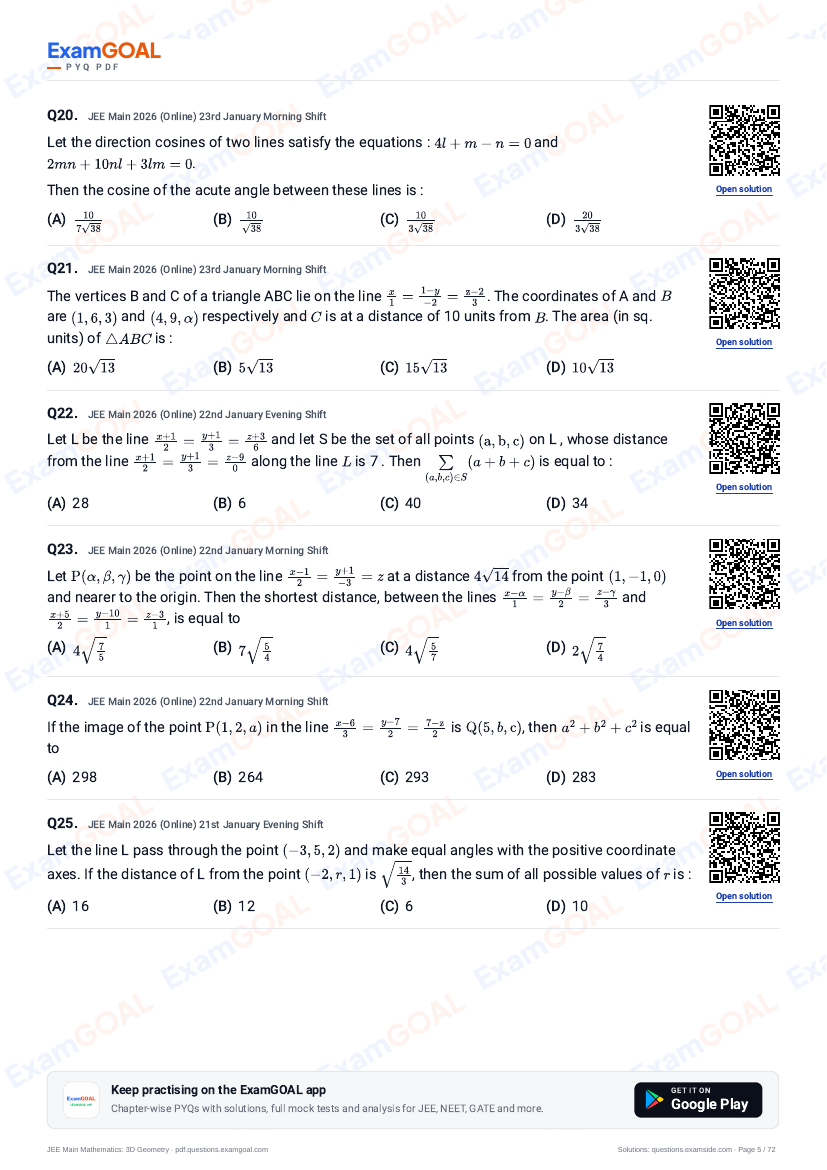 ExamGOAL
PYQ PDF
Q20. JEE Main 2026 (Online) 23rd January Morning Shift
Let the direction cosines of two lines satisfy the equations : 4l + m − n = 0 and
2mn + 10nl + 3lm = 0.
Then the cosine of the acute angle between these lines is :
(A) 10/(7√38) (B) 10/√38 (C) 10/(3√38) (D) 20/(3√38)
Open solution
Q21. JEE Main 2026 (Online) 23rd January Morning Shift
The vertices B and C of a triangle ABC lie on the line x/1 = (1−y)/−2 = (z−2)/3. The coordinates of A and B
are (1, 6, 3) and (4, 9, α) respectively and C is at a distance of 10 units from B. The area (in sq.
units) of △ABC is :
(A) 20√13 (B) 5√13 (C) 15√13 (D) 10√13
Open solution
Q22. JEE Main 2026 (Online) 22nd January Evening Shift
Let L be the line (x+1)/2 = (y+1)/3 = (z+3)/6 and let S be the set of all points (a, b, c) on L , whose distance
from the line (x+1)/2 = (y+1)/3 = (z−9)/0 along the line L is 7 . Then ∑(a,b,c)∈S (a + b + c) is equal to :
(A) 28 (B) 6 (C) 40 (D) 34
Open solution
Q23. JEE Main 2026 (Online) 22nd January Morning Shift
Let P(α, β, γ) be the point on the line (x−1)/2 = (y+1)/−3 = z at a distance 4√14 from the point (1, −1, 0)
and nearer to the origin. Then the shortest distance, between the lines (x−α)/1 = (y−β)/2 = (z−γ)/3 and
(x+5)/2 = (y−10)/1 = (z−3)/1, is equal to
(A) 4√(7/5) (B) 7√(5/4) (C) 4√(5/7) (D) 2√(7/4)
Open solution
Q24. JEE Main 2026 (Online) 22nd January Morning Shift
If the image of the point P(1, 2, a) in the line (x−6)/3 = (y−7)/2 = (7−z)/2 is Q(5, b, c), then a² + b² + c² is equal
to
(A) 298 (B) 264 (C) 293 (D) 283
Open solution
Q25. JEE Main 2026 (Online) 21st January Evening Shift
Let the line L pass through the point (−3, 5, 2) and make equal angles with the positive coordinate
axes. If the distance of L from the point (−2, r, 1) is √(14/3), then the sum of all possible values of r is :
(A) 16 (B) 12 (C) 6 (D) 10
Open solution
ExamGOAL
Keep practising on the ExamGOAL app
Chapter-wise PYQs with solutions, full mock tests and analysis for JEE, NEET, GATE and more.
GET IT ON
Google Play
JEE Main Mathematics: 3D Geometry · pdf.questions.examgoal.com
Solutions: questions.examside.com · Page 5 / 72